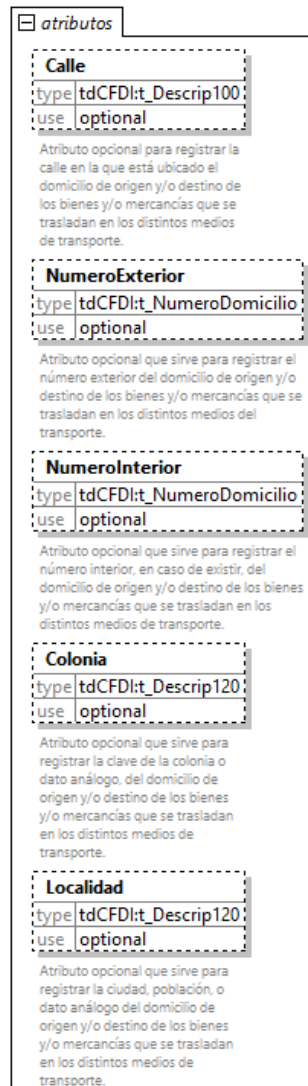 atributos
Calle
type tdCFDI:t_Descrip100
use optional
Atributo opcional para registrar la
calle en la que está ubicado el
domicilio de origen y/o destino de
los bienes y/o mercancías que se
trasladan en los distintos medios
de transporte.
NumeroExterior
type tdCFDI:t_NumeroDomicilio
use optional
Atributo opcional que sirve para registrar el
número exterior del domicilio de origen y/o
destino de los bienes y/o mercancías que se
trasladan en los distintos medios del
transporte.
NumeroInterior
type tdCFDI:t_NumeroDomicilio
use optional
Atributo opcional que sirve para registrar el
número interior, en caso de existir, del
domicilio de origen y/o destino de los bienes
y/o mercancías que se trasladan en los
distintos medios de transporte.
Colonia
type tdCFDI:t_Descrip120
use optional
Atributo opcional que sirve para
registrar la clave de la colonia o
dato análogo, del domicilio de
origen y/o destino de los bienes
y/o mercancías que se trasladan
en los distintos medios de
transporte.
Localidad
type tdCFDI:t_Descrip120
use optional
Atributo opcional que sirve para
registrar la ciudad, población, o
dato análogo del domicilio de
origen y/o destino de los bienes
y/o mercancías que se trasladan
en los distintos medios de
transporte.